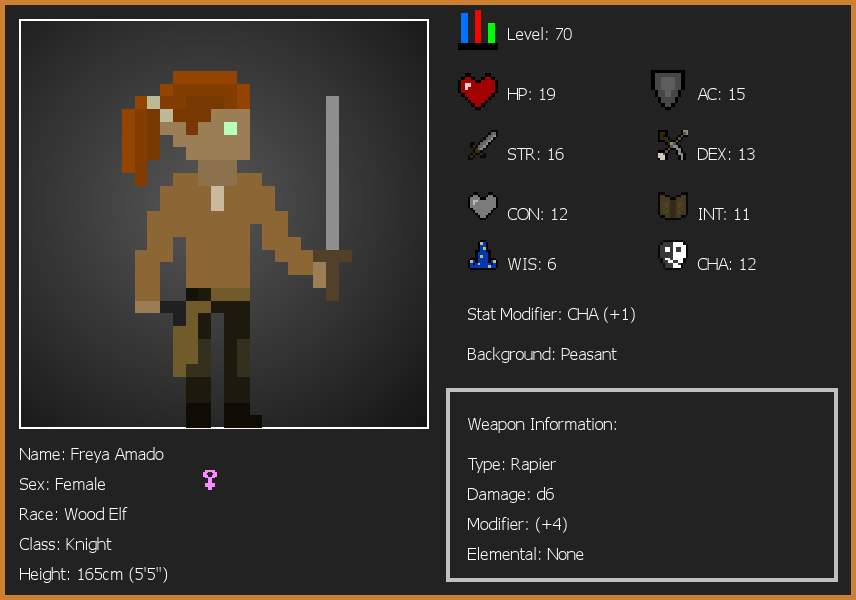 Level: 70
HP: 19
AC: 15
STR: 16
DEX: 13
CON: 12
INT: 11
WIS: 6
CHA: 12
Stat Modifier: CHA (+1)
Background: Peasant
Weapon Information:
Type: Rapier
Damage: d6
Modifier: (+4)
Elemental: None
Name: Freya Amado
Sex: Female
Race: Wood Elf
Class: Knight
Height: 165cm (5'5")